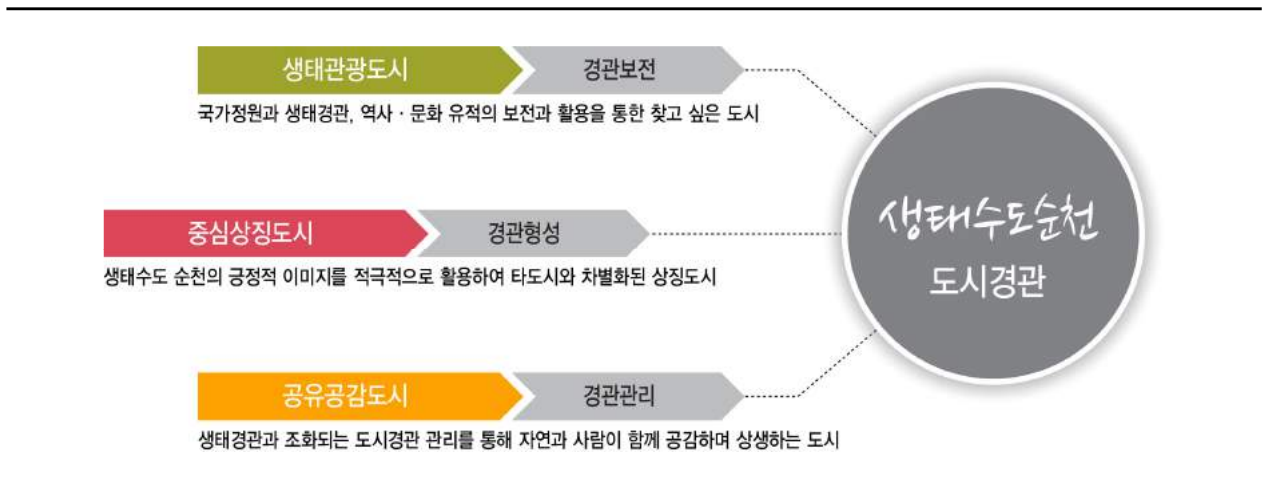 생태관광도시 경관보전
국가정원과 생태경관, 역사 · 문화 유적의 보전과 활용을 통한 찾고 싶은 도시
중심상징도시 경관형성
생태수도 순천의 긍정적 이미지를 적극적으로 활용하여 타도시와 차별화된 상징도시
공유공감도시 경관관리
생태경관과 조화되는 도시경관 관리를 통해 자연과 사람이 함께 공감하며 상생하는 도시
생태수도순천
도시경관